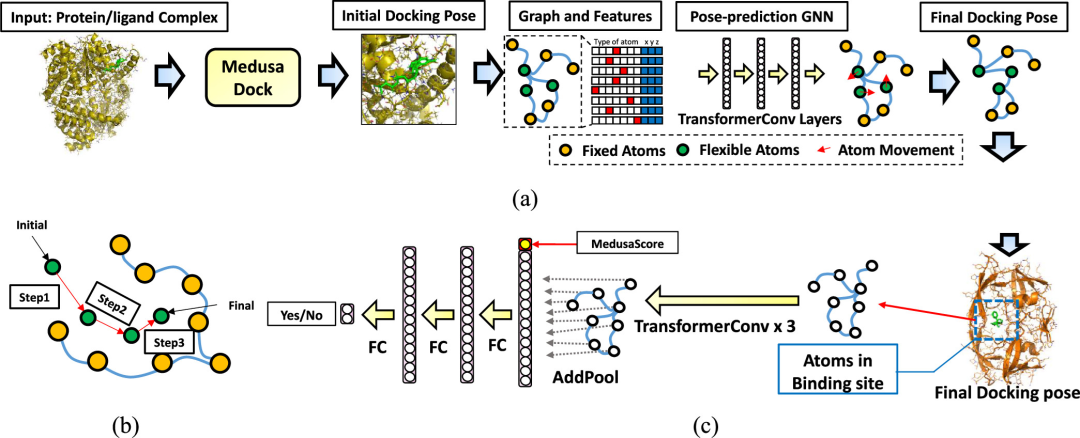 Input: Protein/ligand Complex
Initial Docking Pose
Graph and Features
Pose-prediction GNN
Final Docking Pose
Medusa
Dock
Type of atom x y z
TransformerConv Layers
Fixed Atoms
Flexible Atoms
Atom Movement
(a)
Initial
Step1
Step2
Step3
Final
(b)
MedusaScore
Yes/No
FC
FC
FC
AddPool
TransformerConv x 3
Atoms in
Binding site
Final Docking pose
(c)